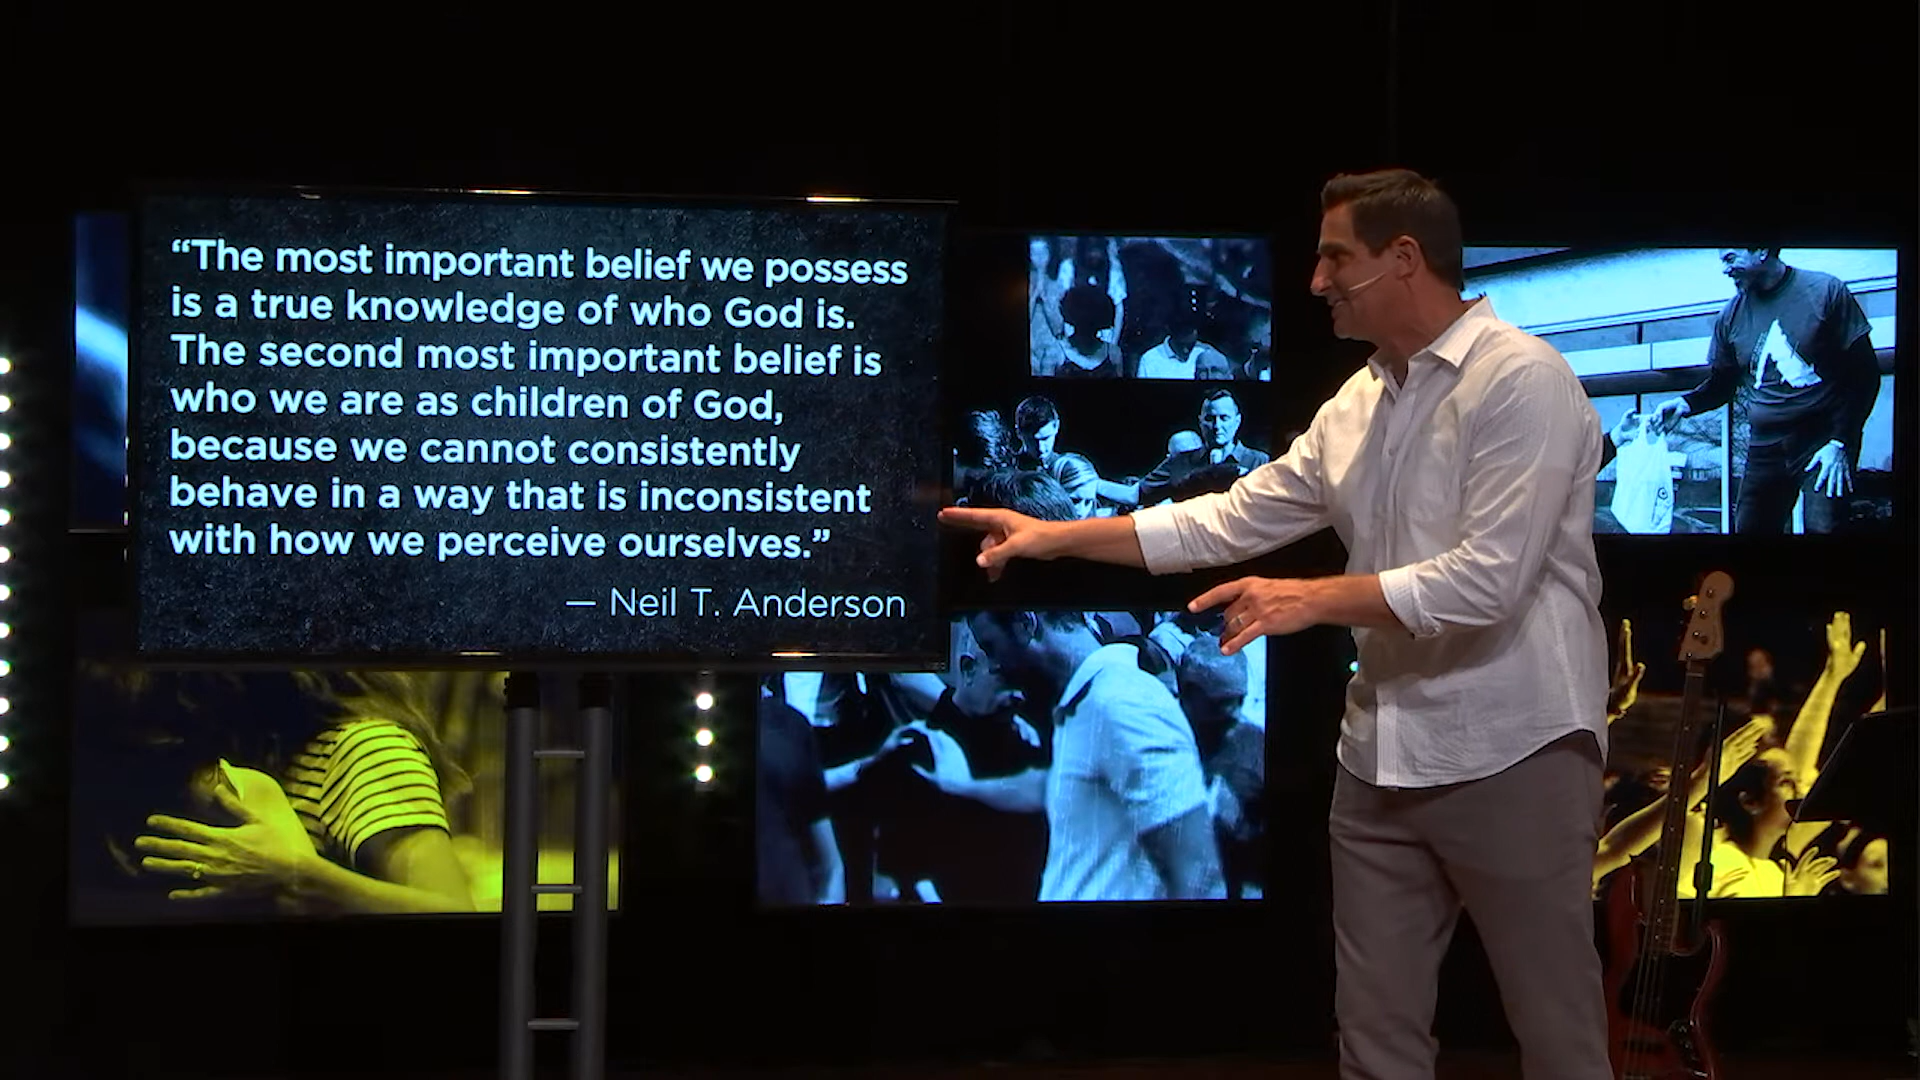 “The most important belief we possess
is a true knowledge of who God is.
The second most important belief is
who we are as children of God,
because we cannot consistently
behave in a way that is inconsistent
with how we perceive ourselves.”
— Neil T. Anderson